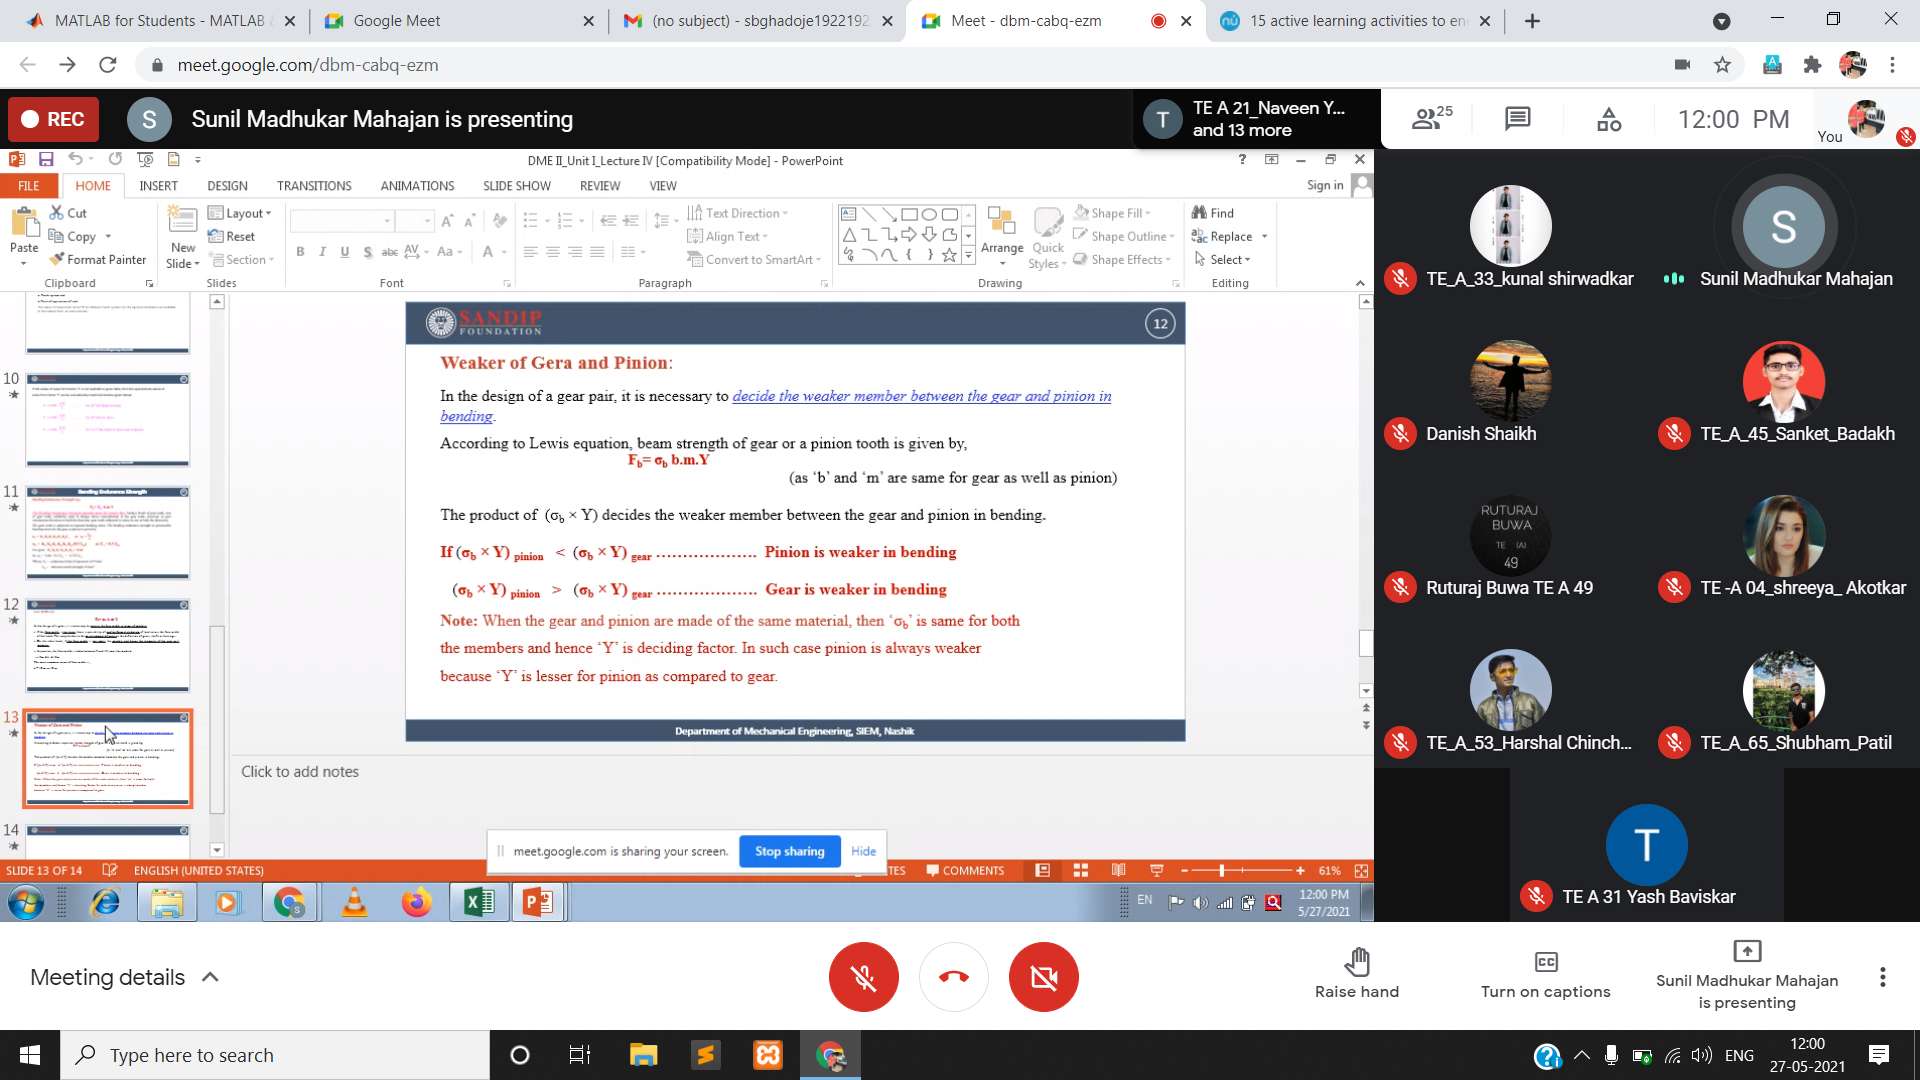 MATLAB for Students - MATLAB &
Google Meet
(no subject) - sbghadoje1922192
Meet - dbm-cabq-ezm
15 active learning activities to en
meet.google.com/dbm-cabq-ezm
REC
S
Sunil Madhukar Mahajan is presenting
T
TE A 21_Naveen Y...
and 13 more
25
12:00 PM
You
DME II_Unit I_Lecture IV [Compatibility Mode] - PowerPoint
FILE
HOME
INSERT
DESIGN
TRANSITIONS
ANIMATIONS
SLIDE SHOW
REVIEW
VIEW
Sign in
Paste
Cut
Copy
Format Painter
Clipboard
New
Slide
Layout
Reset
Section
Slides
Font
Text Direction
Align Text
Convert to SmartArt
Paragraph
Arrange
Quick
Styles
Shape Fill
Shape Outline
Shape Effects
Drawing
Find
Replace
Select
Editing
10
11
Bending Endurance Strength
12
13
14
SANDIP
FOUNDATION
12
Weaker of Gera and Pinion:
In the design of a gear pair, it is necessary to decide the weaker member between the gear and pinion in
bending.
According to Lewis equation, beam strength of gear or a pinion tooth is given by,
Fb= σb b.m.Y
(as ‘b’ and ‘m’ are same for gear as well as pinion)
The product of (σb × Y) decides the weaker member between the gear and pinion in bending.
If (σb × Y) pinion < (σb × Y) gear ................... Pinion is weaker in bending
(σb × Y) pinion > (σb × Y) gear ................... Gear is weaker in bending
Note: When the gear and pinion are made of the same material, then ‘σb’ is same for both
the members and hence ‘Y’ is deciding factor. In such case pinion is always weaker
because ‘Y’ is lesser for pinion as compared to gear.
Department of Mechanical Engineering, SIEM, Nashik
Click to add notes
meet.google.com is sharing your screen.
Stop sharing
Hide
SLIDE 13 OF 14
ENGLISH (UNITED STATES)
COMMENTS
61%
EN
12:00 PM
5/27/2021
TE_A_33_kunal shirwadkar
S
Sunil Madhukar Mahajan
Danish Shaikh
TE_A_45_Sanket_Badakh
RUTURAJ
BUWA
TE (A)
49
Ruturaj Buwa TE A 49
TE -A 04_shreeya_ Akotkar
TE_A_53_Harshal Chinch...
TE_A_65_Shubham_Patil
T
TE A 31 Yash Baviskar
Meeting details
Raise hand
Turn on captions
Sunil Madhukar Mahajan
is presenting
Type here to search
ENG
12:00
27-05-2021